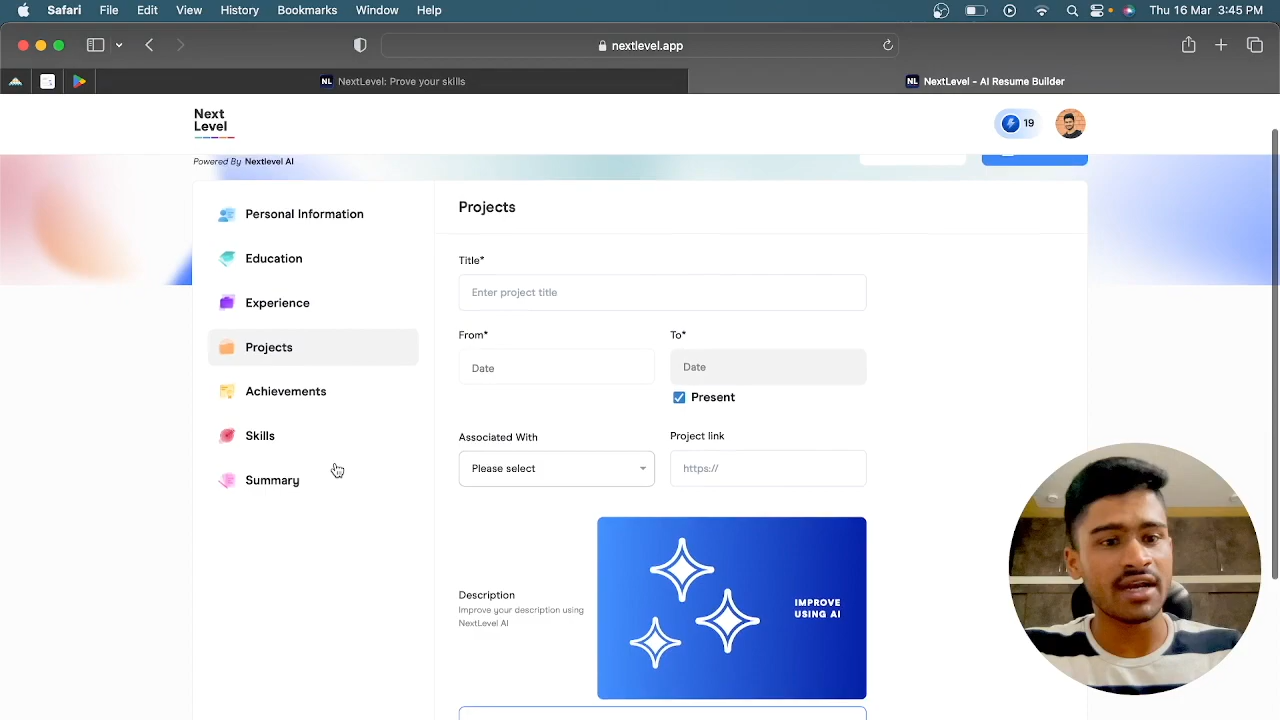 Safari File Edit View History Bookmarks Window Help Thu 16 Mar 3:45 PM
nextlevel.app
NL NextLevel: Prove your skills NL NextLevel - AI Resume Builder
Next
Level
19
Powered By Nextlevel AI
Personal Information
Education
Experience
Projects
Achievements
Skills
Summary
Projects
Title*
Enter project title
From* To*
Date Date
Present
Associated With Project link
Please select https://
Description
Improve your description using
NextLevel AI
IMPROVE
USING AI